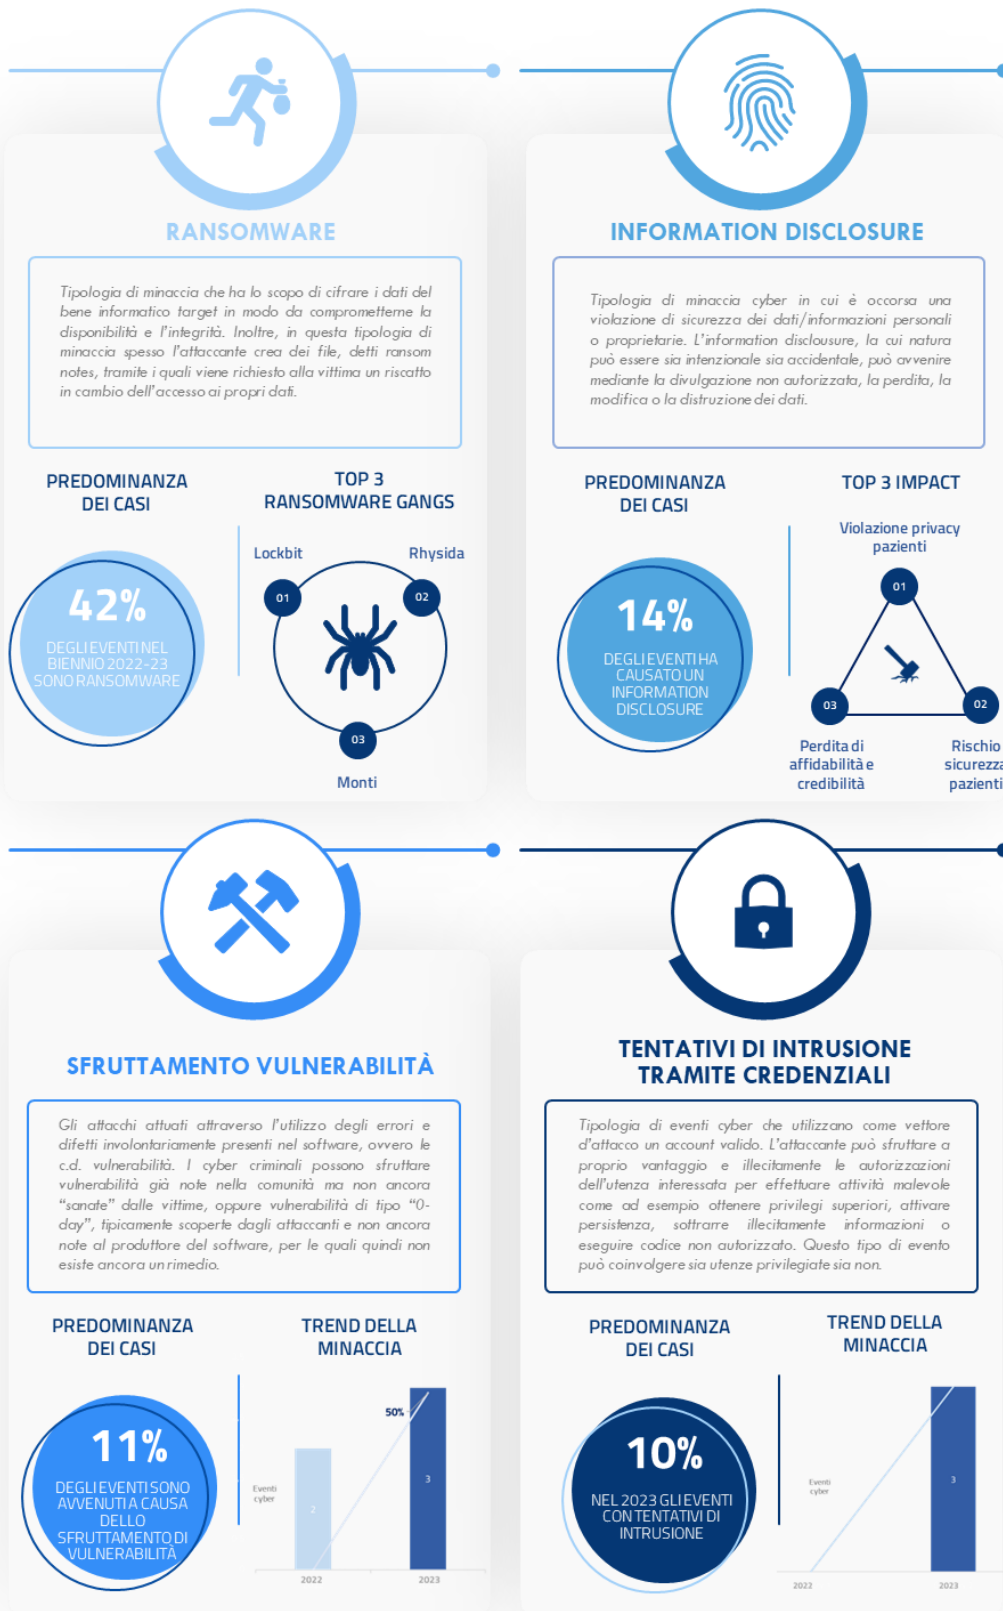 RANSOMWARE
Tipologia di minaccia che ha lo scopo di cifrare i dati del
bene informatico target in modo da comprometterne la
disponibilità e l'integrità. Inoltre, in questa tipologia di
minaccia spesso l'attaccante crea dei file, detti ransom
notes, tramite i quali viene richiesto alla vittima un riscatto
in cambio dell'accesso ai propri dati.
PREDOMINANZA
DEI CASI
42%
DEGLI EVENTI NEL
BIENNIO 2022-23
SONO RANSOMWARE
TOP 3
RANSOMWARE GANGS
Lockbit
Rhysida
01
02
03
Monti
INFORMATION DISCLOSURE
Tipologia di minaccia cyber in cui è occorsa una
violazione di sicurezza dei dati/informazioni personali
o proprietarie. L'information disclousure, la cui natura
può essere sia intenzionale sia accidentale, può avvenire
mediante la divulgazione non autorizzata, la perdita, la
modifica o la distruzione dei dati.
PREDOMINANZA
DEI CASI
14%
DEGLI EVENTI HA
CAUSATO UN
INFORMATION
DISCLOSURE
TOP 3 IMPACT
Violazione privacy
pazienti
01
03
02
Perdita di
affidabilità e
credibilità
Rischio
sicurezza
pazienti
SFRUTTAMENTO VULNERABILITÀ
Gli attacchi attuati attraverso l'utilizzo degli errori e
difetti involontariamente presenti nel software, ovvero le
c.d. vulnerabilità. I cyber criminali possono sfruttare
vulnerabilità già note nella comunità ma non ancora
“sanate” dalle vittime, oppure vulnerabilità di tipo “0-
day”, tipicamente scoperte dagli attaccanti e non ancora
note al produttore del software, per le quali quindi non
esiste ancora un rimedio.
PREDOMINANZA
DEI CASI
11%
DEGLI EVENTI SONO
AVVENUTI A CAUSA
DELLO
SFRUTTAMENTO DI
VULNERABILITÀ
TREND DELLA
MINACCIA
50%
Eventi
cyber
2
3
2022
2023
TENTATIVI DI INTRUSIONE
TRAMITE CREDENZIALI
Tipologia di eventi cyber che utilizzano come vettore
d'attacco un account valido. L'attaccante può sfruttare a
proprio vantaggio e illecitamente le autorizzazioni
dell'utenza interessata per effettuare attività malevole
come ad esempio ottenere privilegi superiori, attivare
persistenza, sottrarre illecitamente informazioni o
eseguire codice non autorizzato. Questo tipo di evento
può coinvolgere sia utenze privilegiate sia non.
PREDOMINANZA
DEI CASI
10%
NEL 2023 GLI EVENTI
CON TENTATIVI DI
INTRUSIONE
TREND DELLA
MINACCIA
Eventi
cyber
3
2022
2023